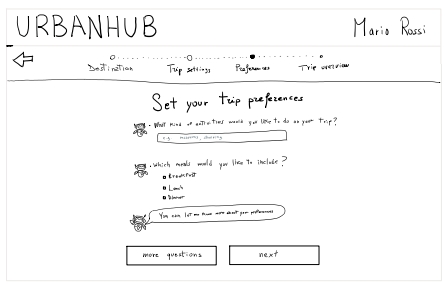 URBANHUB
Mario Rossi
Destination Trip settings Preferences Trip overview
Set your trip preferences
What kind of activities would you like to do on your trip?
e.g. museums, shopping
Which meals would you like to include?
Breakfast
Lunch
Dinner
You can let me know more about your preferences
more questions
next